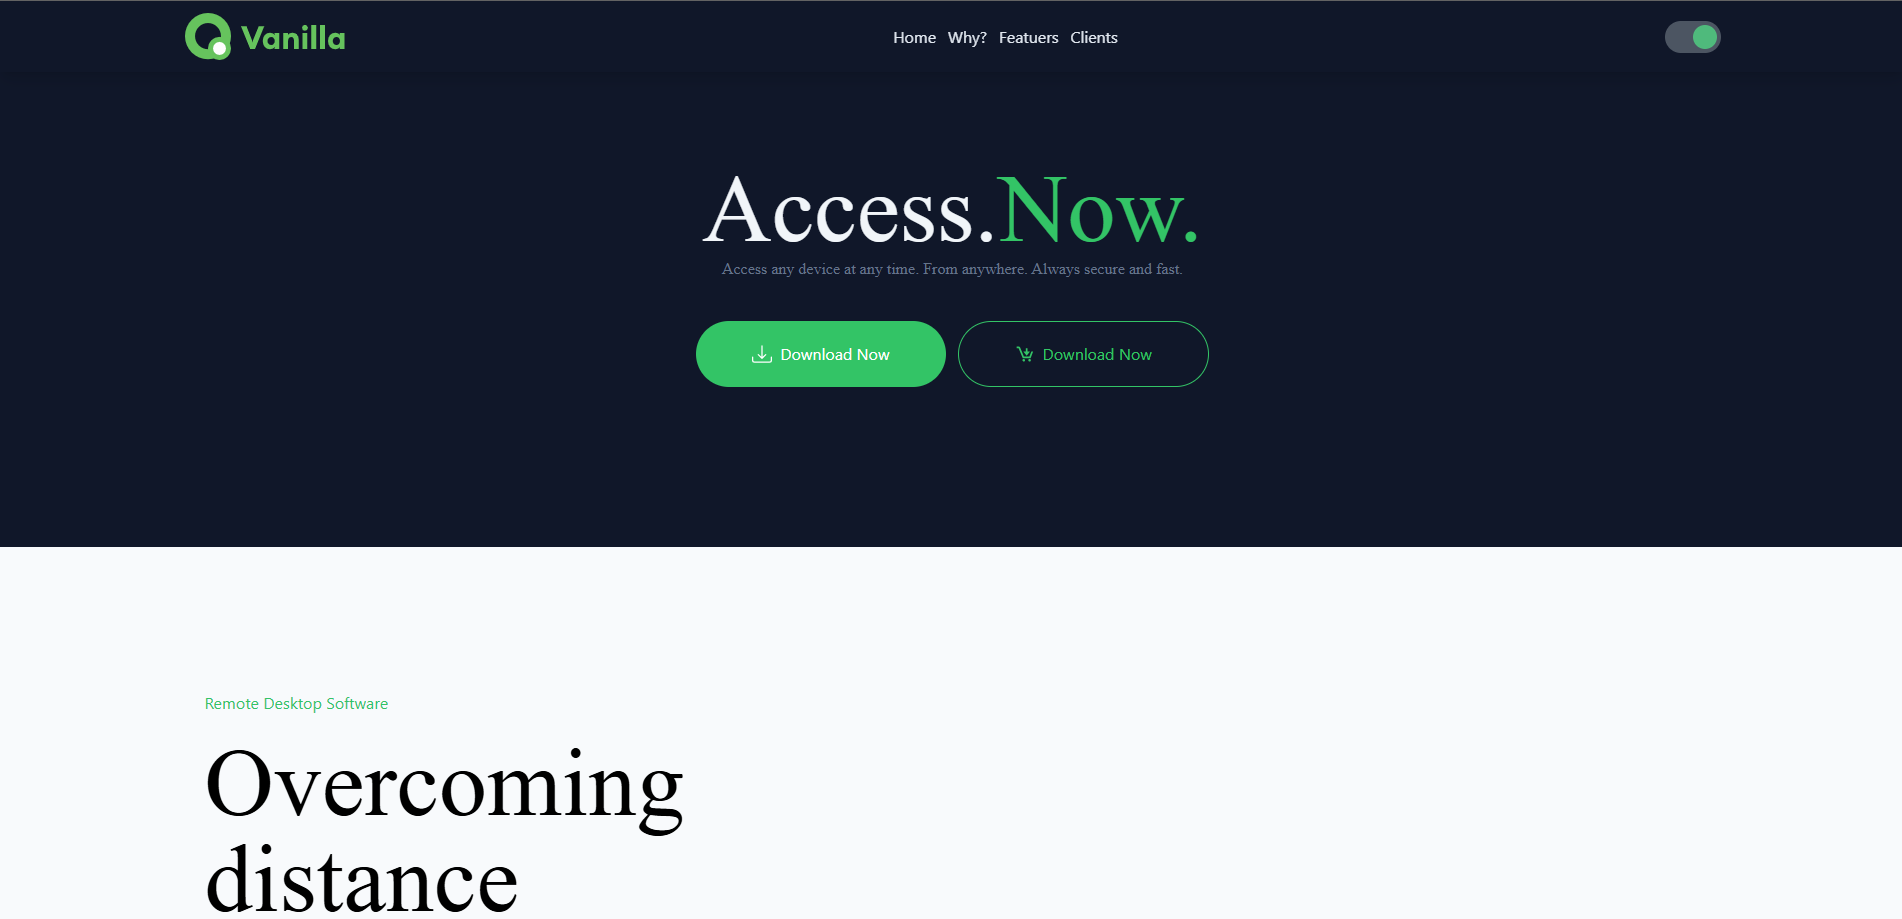 Vanilla
Home Why? Featuers Clients
Access.Now.
Access any device at any time. From anywhere. Always secure and fast.
Download Now
Download Now
Remote Desktop Software
Overcoming
distance